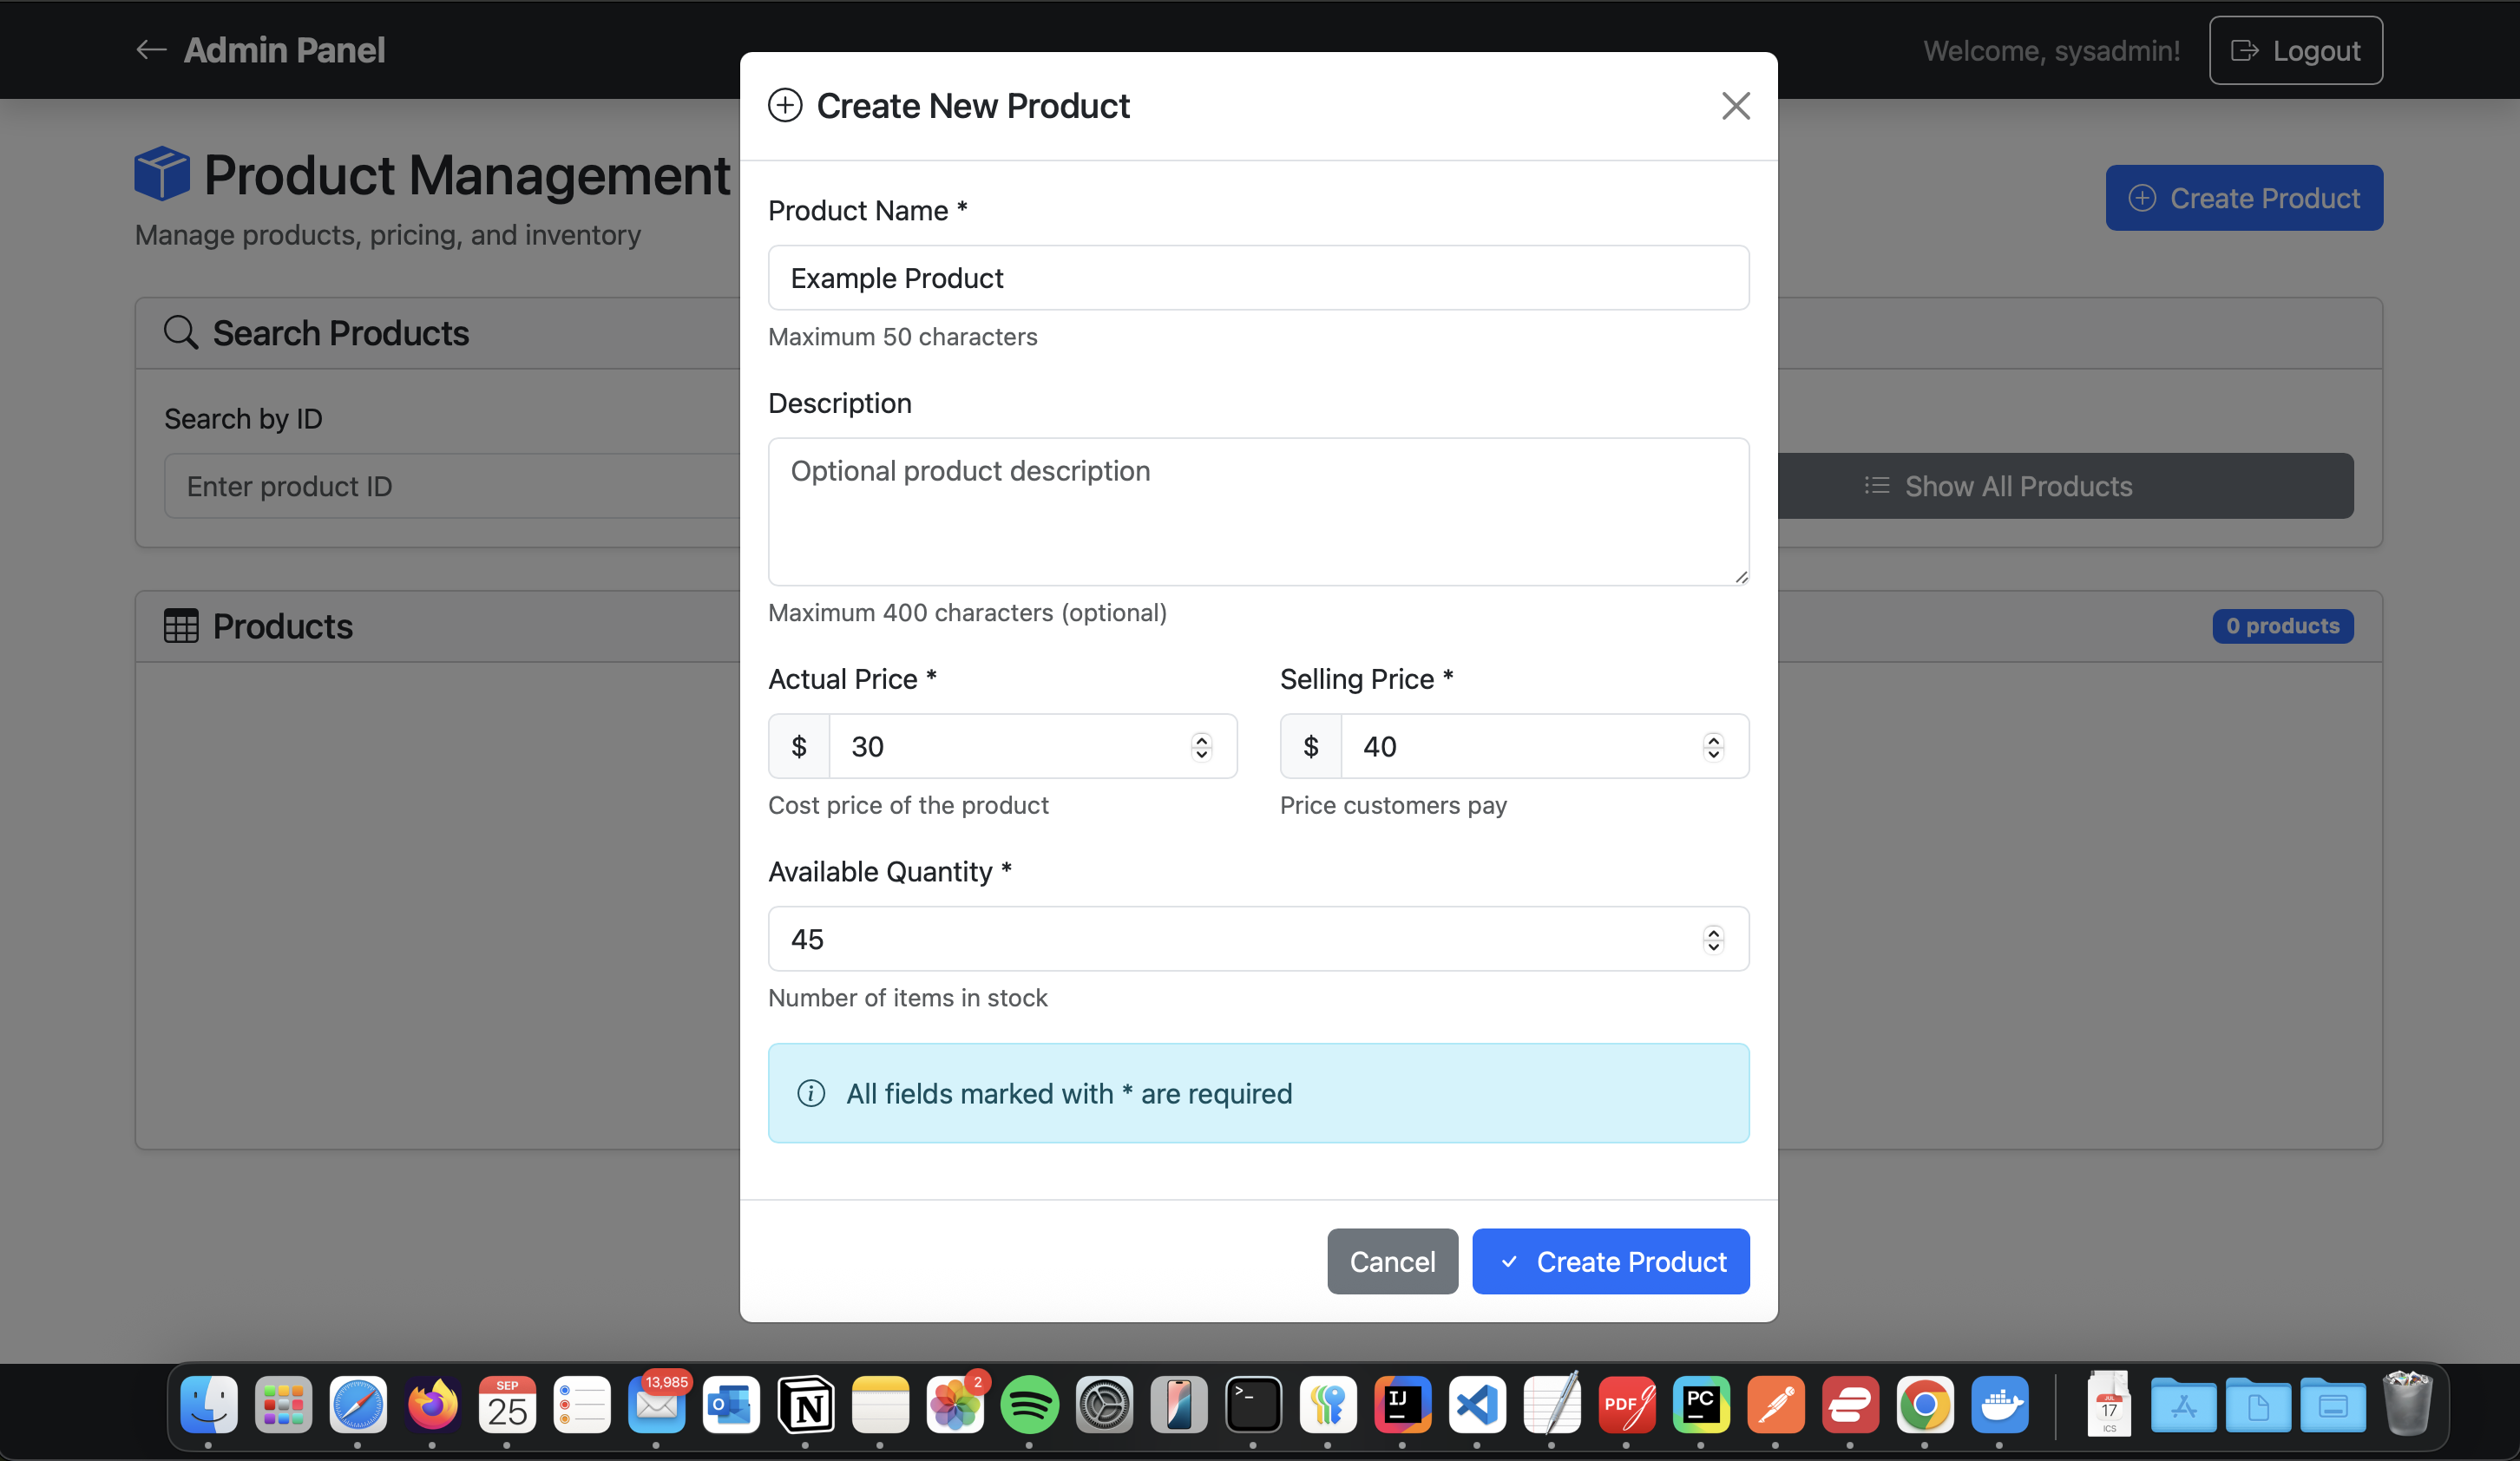 Admin Panel
Welcome, sysadmin!
Logout
Product Management
Manage products, pricing, and inventory
Create Product
Search Products
Search by ID
Enter product ID
Show All Products
Products
0 products
Create New Product
Product Name *
Example Product
Maximum 50 characters
Description
Optional product description
Maximum 400 characters (optional)
Actual Price *
Selling Price *
$ 30
$ 40
Cost price of the product
Price customers pay
Available Quantity *
45
Number of items in stock
All fields marked with * are required
Cancel
Create Product
SEP
25
13,985
O
N
2
>_
IJ
PDF
PC
JUL
17
ICS